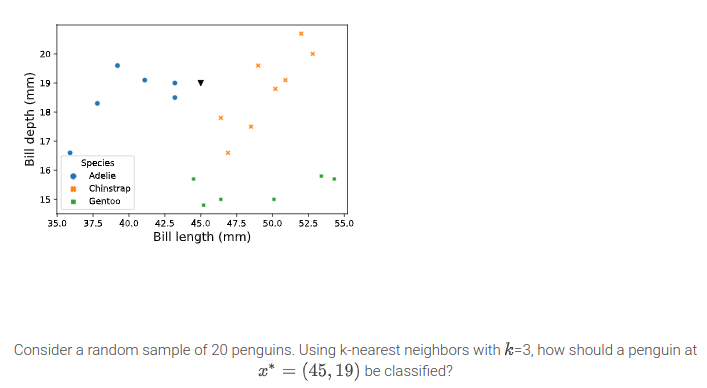 20
19
18
17
16
15
Bill depth (mm)
Species
Adelie
Chinstrap
Gentoo
35.0 37.5 40.0 42.5 45.0 47.5 50.0 52.5 55.0
Bill length (mm)
Consider a random sample of 20 penguins. Using k-nearest neighbors with k=3, how should a penguin at
x* = (45, 19) be classified?